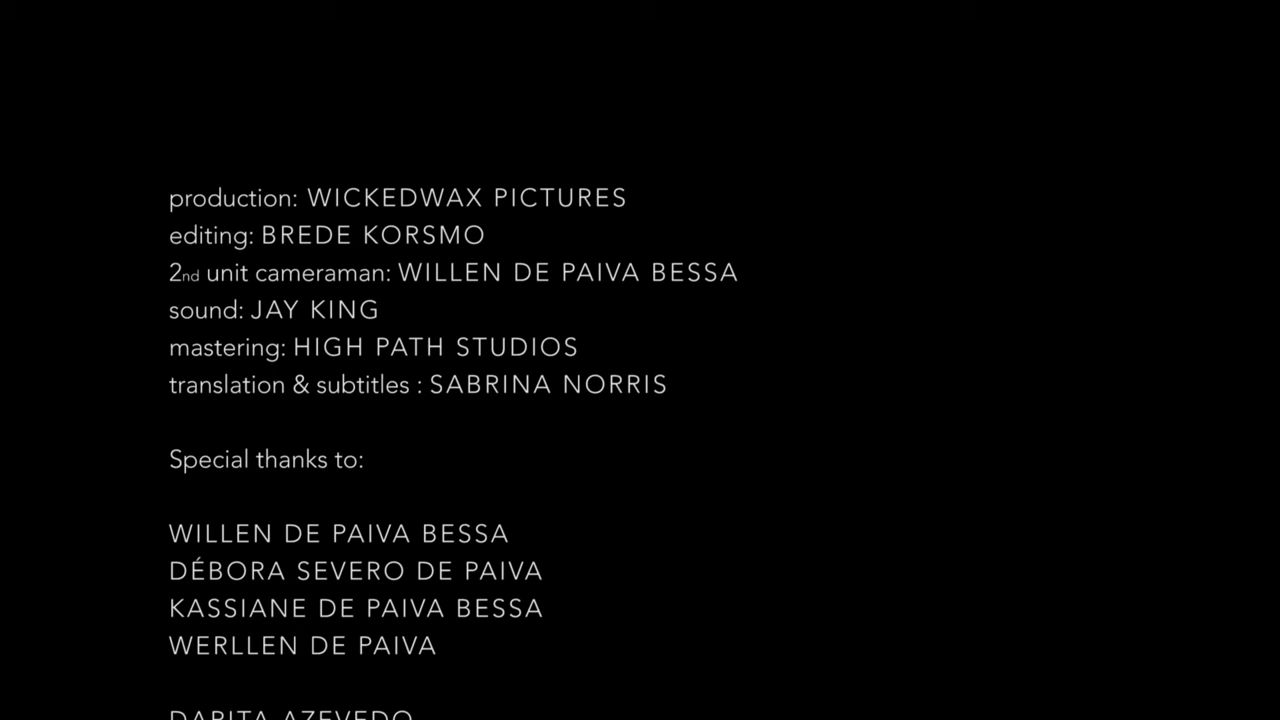 production: WICKEDWAX PICTURES
editing: BREDE KORSMO
2nd unit cameraman: WILLEN DE PAIVA BESSA
sound: JAY KING
mastering: HIGH PATH STUDIOS
translation & subtitles : SABRINA NORRIS
Special thanks to:
WILLEN DE PAIVA BESSA
DÉBORA SEVERO DE PAIVA
KASSIANE DE PAIVA BESSA
WERLLEN DE PAIVA
AZEVEDO